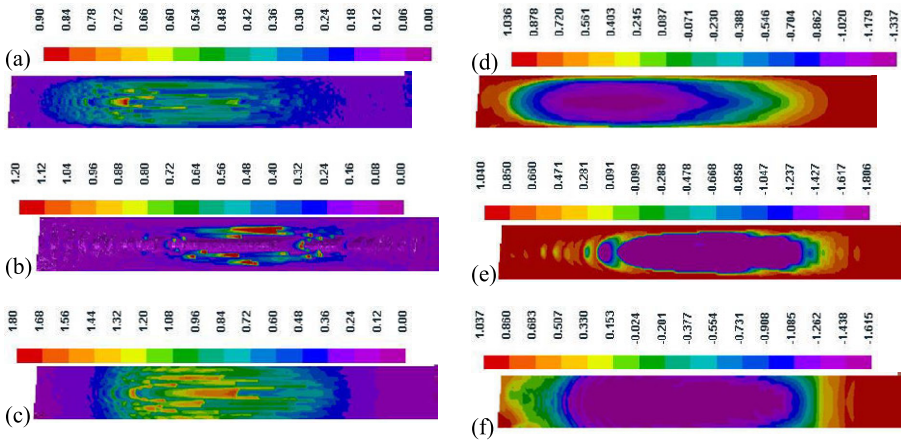 0.90 0.84 0.78 0.72 0.66 0.60 0.54 0.48 0.42 0.36 0.30 0.24 0.18 0.12 0.06 0.00
(a)
1.20 1.12 1.04 0.96 0.88 0.80 0.72 0.64 0.56 0.48 0.40 0.32 0.24 0.16 0.08 0.00
(b)
1.80 1.68 1.56 1.44 1.32 1.20 1.08 0.96 0.84 0.72 0.60 0.48 0.36 0.24 0.12 0.00
(c)
1.036 0.878 0.720 0.561 0.403 0.245 0.087 -0.071 -0.230 -0.388 -0.546 -0.704 -0.862 -1.020 -1.179 -1.337
(d)
1.040 0.850 0.660 0.471 0.281 0.091 -0.099 -0.288 -0.478 -0.668 -0.858 -1.047 -1.237 -1.427 -1.617 -1.806
(e)
1.037 0.860 0.683 0.507 0.330 0.153 -0.024 -0.201 -0.377 -0.554 -0.731 -0.908 -1.085 -1.262 -1.438 -1.615
(f)